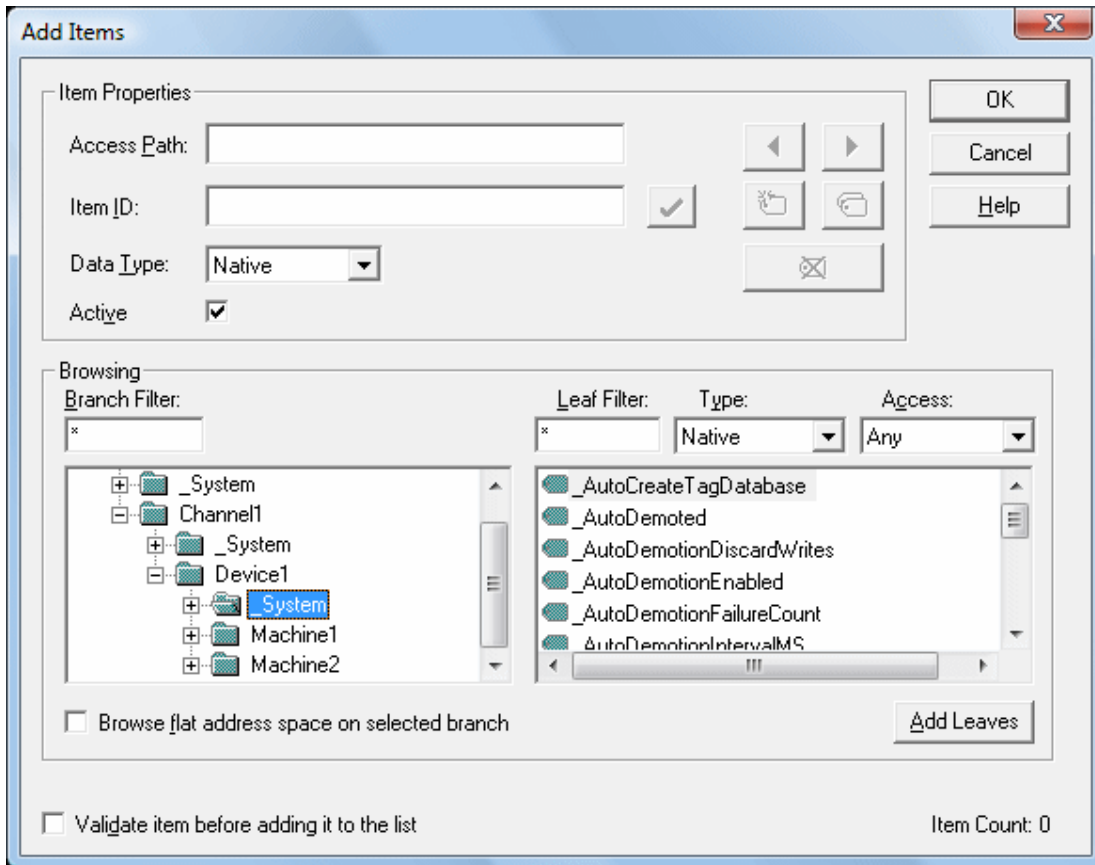 Add Items
Item Properties
OK
Access Path:
Cancel
Item ID:
Help
Data Type: Native
Active
Browsing
Branch Filter: Leaf Filter: Type: Access:
* * Native Any
_System
Channel1
_System
Device1
_System
Machine1
Machine2
_AutoCreateTagDatabase
_AutoDemoted
_AutoDemotionDiscardWrites
_AutoDemotionEnabled
_AutoDemotionFailureCount
_AutoDemotionIntervalMS
Browse flat address space on selected branch
Add Leaves
Validate item before adding it to the list
Item Count: 0